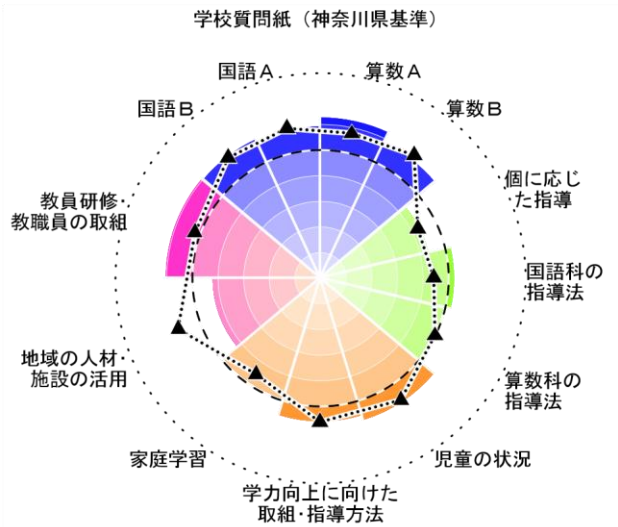 学校質問紙（神奈川県基準）
国語Ａ
算数Ａ
国語Ｂ
算数Ｂ
個に応じ
た指導
教員研修・
教職員の取組
国語科の
指導法
地域の人材・
施設の活用
算数科の
指導法
家庭学習
児童の状況
学力向上に向けた
取組・指導方法